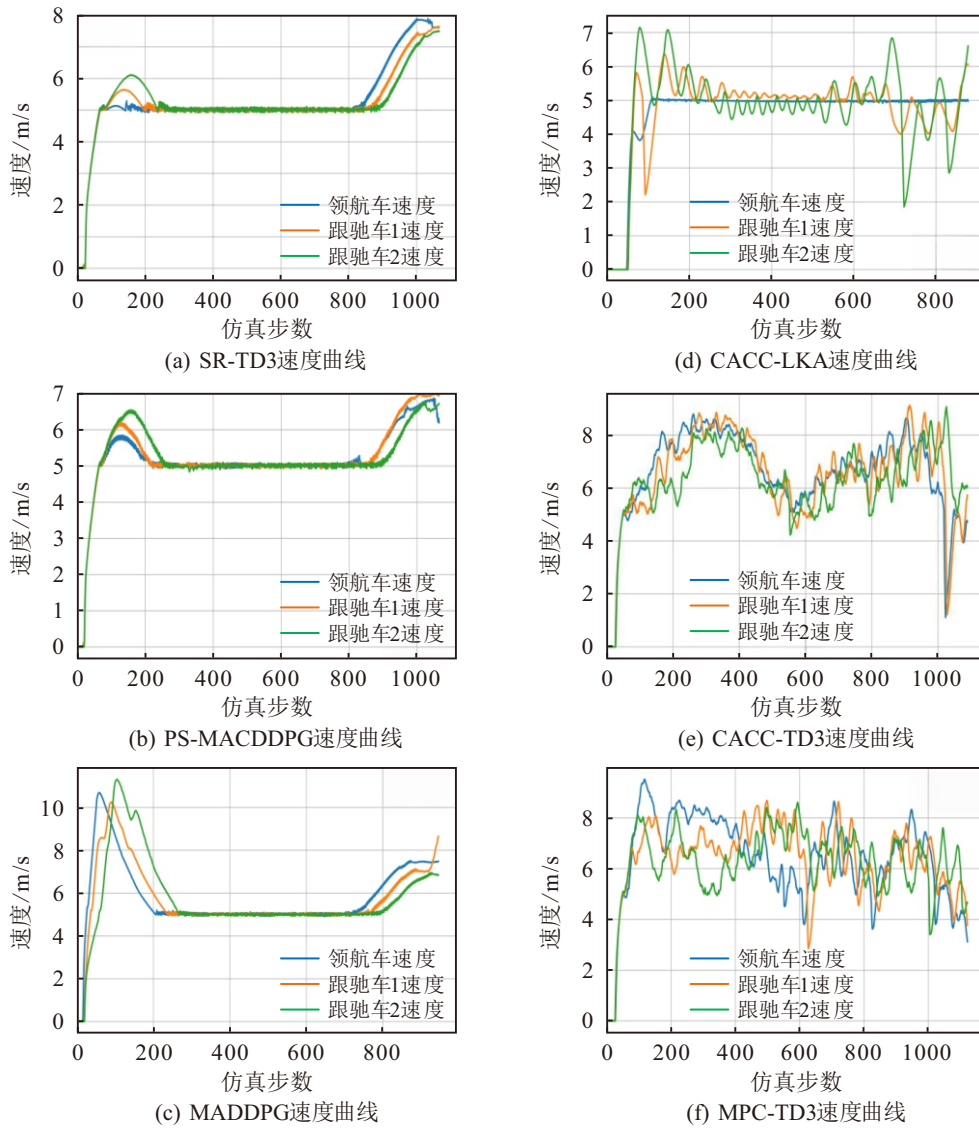 8
6
5
4
2
0
速度/m/s
领航车速度
跟驰车1速度
跟驰车2速度
0 200 400 600 800 1000
仿真步数
(a) SR-TD3速度曲线
7
6
5
4
3
2
1
0
速度/m/s
领航车速度
跟驰车1速度
跟驰车2速度
0 200 400 600 800
仿真步数
(d) CACC-LKA速度曲线
7
6
5
4
3
2
1
0
速度/m/s
领航车速度
跟驰车1速度
跟驰车2速度
0 200 400 600 800 1000
仿真步数
(b) PS-MACDDPG速度曲线
8
6
4
2
0
速度/m/s
领航车速度
跟驰车1速度
跟驰车2速度
0 200 400 600 800 1000
仿真步数
(e) CACC-TD3速度曲线
10
8
6
5
4
2
0
速度/m/s
领航车速度
跟驰车1速度
跟驰车2速度
0 200 400 600 800
仿真步数
(c) MADDPG速度曲线
8
6
4
2
0
速度/m/s
领航车速度
跟驰车1速度
跟驰车2速度
0 200 400 600 800 1000
仿真步数
(f) MPC-TD3速度曲线